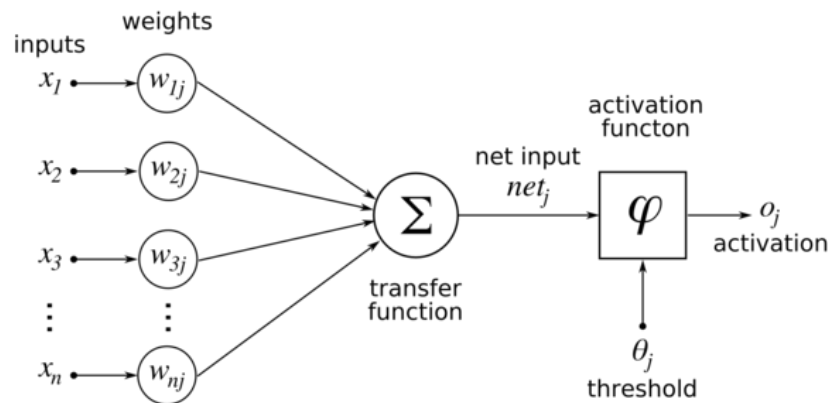 inputs
weights
x₁
w₁ⱼ
x₂
w₂ⱼ
x₃
w₃ⱼ
⋮
⋮
xₙ
wₙⱼ
Σ
transfer
function
net input
netⱼ
activation
functon
φ
oⱼ
activation
θⱼ
threshold